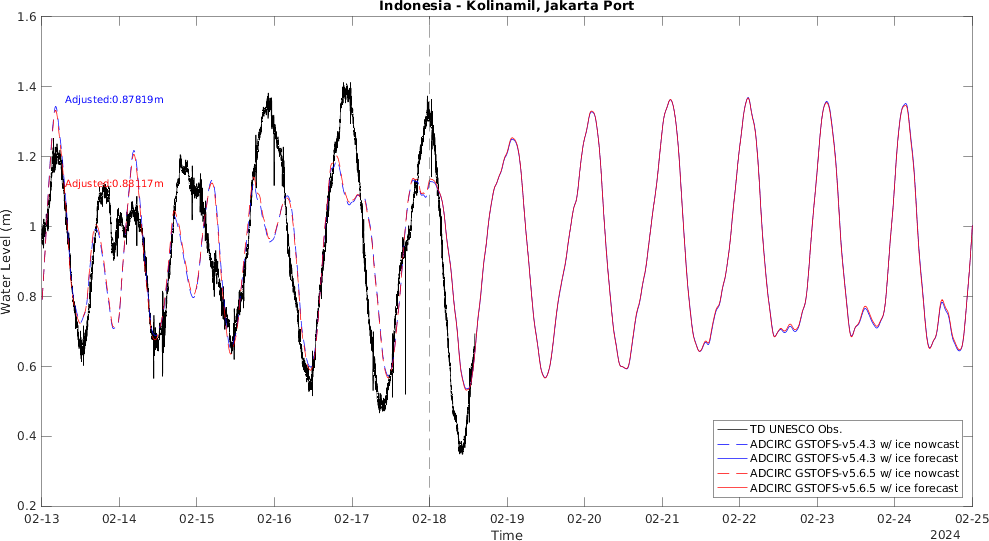 Indonesia - Kolinamil, Jakarta Port
Water Level (m)
1.6
1.4
1.2
1
0.8
0.6
0.4
0.2
Adjusted:0.87819m
Adjusted:0.88117m
TD UNESCO Obs.
ADCIRC GSTOFS-v5.4.3 w/ ice nowcast
ADCIRC GSTOFS-v5.4.3 w/ ice forecast
ADCIRC GSTOFS-v5.6.5 w/ ice nowcast
ADCIRC GSTOFS-v5.6.5 w/ ice forecast
02-13 02-14 02-15 02-16 02-17 02-18 02-19 02-20 02-21 02-22 02-23 02-24 02-25
Time
2024